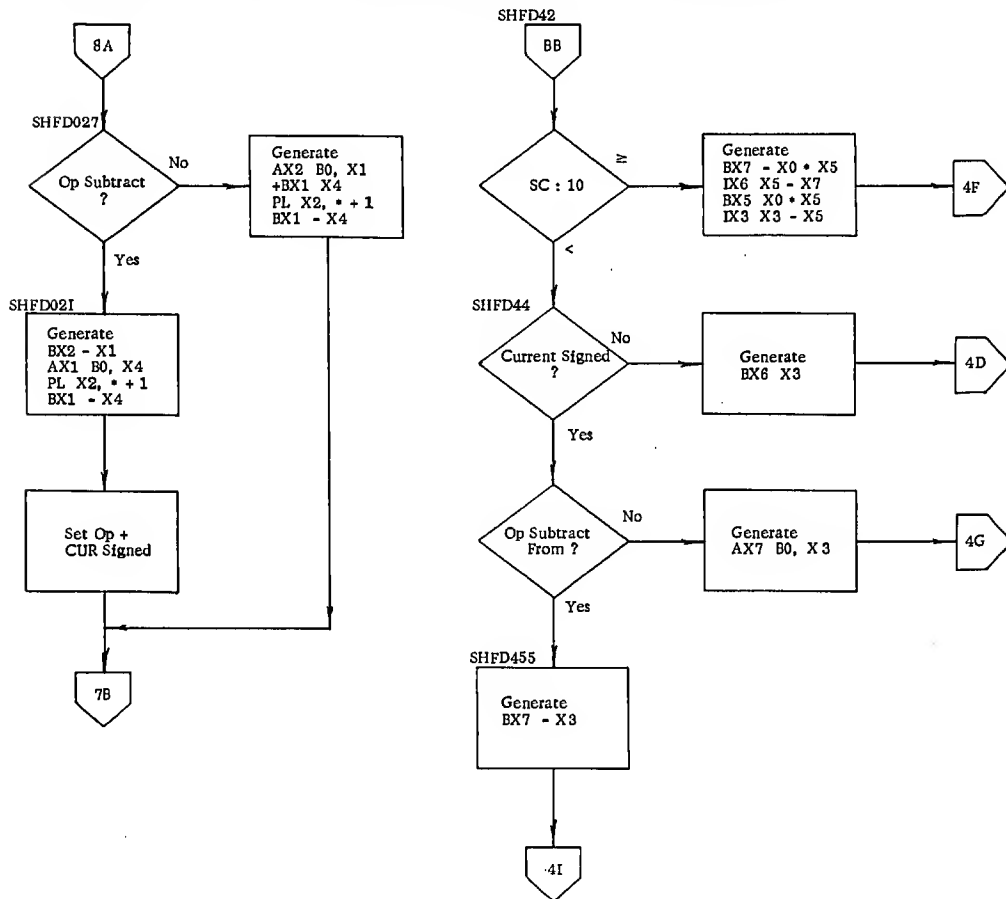 8A
SHFD027
Op Subtract
?
No
Yes
Generate
AX2 B0, X1
+BX1 X4
PL X2, * + 1
BX1 - X4
SHFD021
Generate
BX2 - X1
AX1 B0, X4
PL X2, * + 1
BX1 - X4
Set Op +
CUR Signed
7B
SHFD42
BB
SC : 10
≥
<
Generate
BX7 - X0 * X5
IX6 X5 - X7
BX5 X0 * X5
IX3 X3 - X5
4F
SHFD44
Current Signed
?
No
Yes
Generate
BX6 X3
4D
Op Subtract
From ?
No
Yes
Generate
AX7 B0, X3
4G
SHFD455
Generate
BX7 - X3
4I